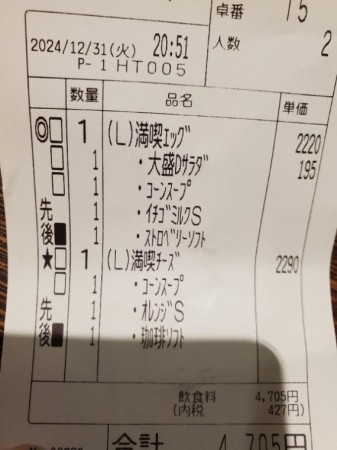 卓番 15
2024/12/31(火) 20:51 人数 2
P- 1 HT005
数量 品名 単価
◎□ 1 (L)満喫ｴｯｸﾞ 2220
□ 1 ・大盛Dｻﾗﾀﾞ 195
□ 1 ・ｺｰﾝｽｰﾌﾟ
先 1 ・ｲﾁｺﾞﾐﾙｸS
後■ 1 ・ｽﾄﾛﾍﾞﾘｰｿﾌﾄ
★□ 1 (L)満喫ﾁｰｽﾞ 2290
□ 1 ・ｺｰﾝｽｰﾌﾟ
先 1 ・ｵﾚﾝｼﾞS
後■ 1 ・珈琲ｿﾌﾄ
飲食料 4,705円
(内税 427円)
合計 4,705円